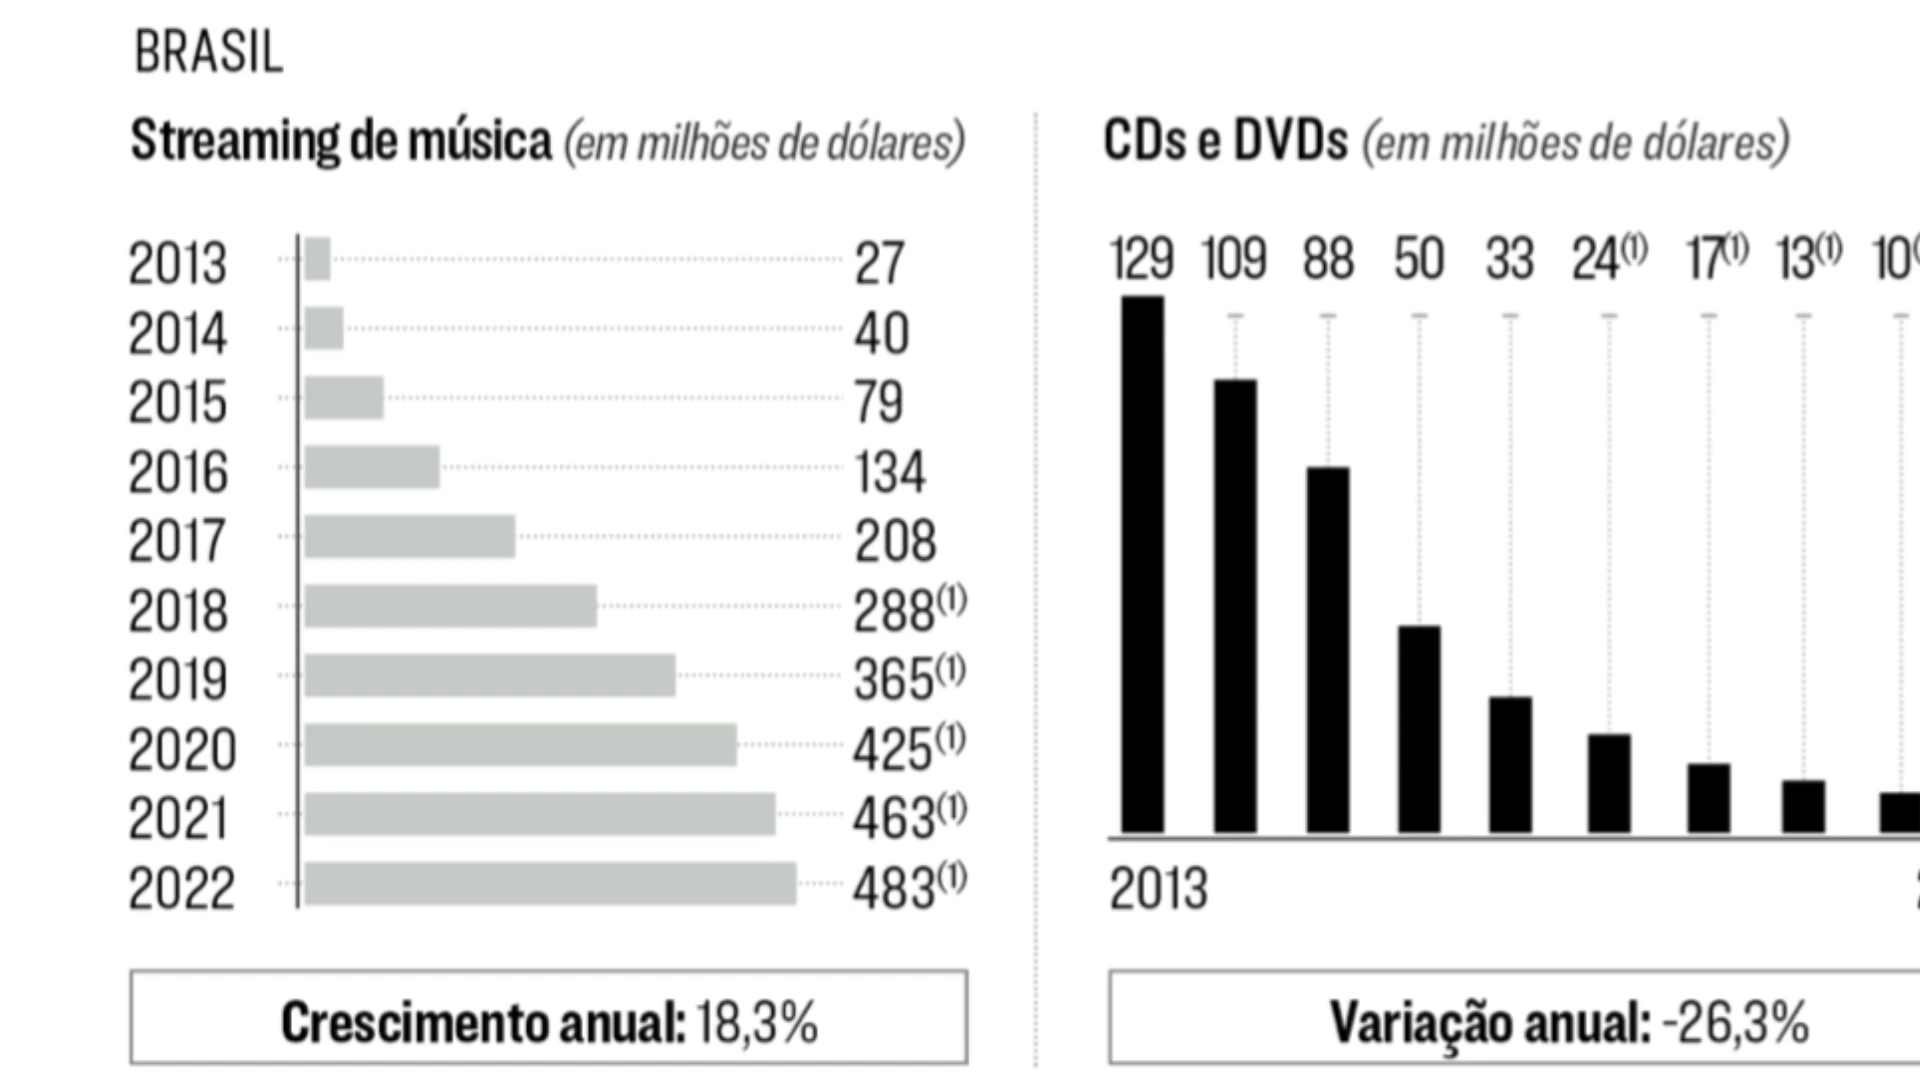 BRASIL
Streaming de música (em milhões de dólares)
2013 27
2014 40
2015 79
2016 134
2017 208
2018 288(1)
2019 365(1)
2020 425(1)
2021 463(1)
2022 483(1)
Crescimento anual: 18,3%
CDs e DVDs (em milhões de dólares)
129 109 88 50 33 24(1) 17(1) 13(1) 10(
2013
Variação anual: -26,3%